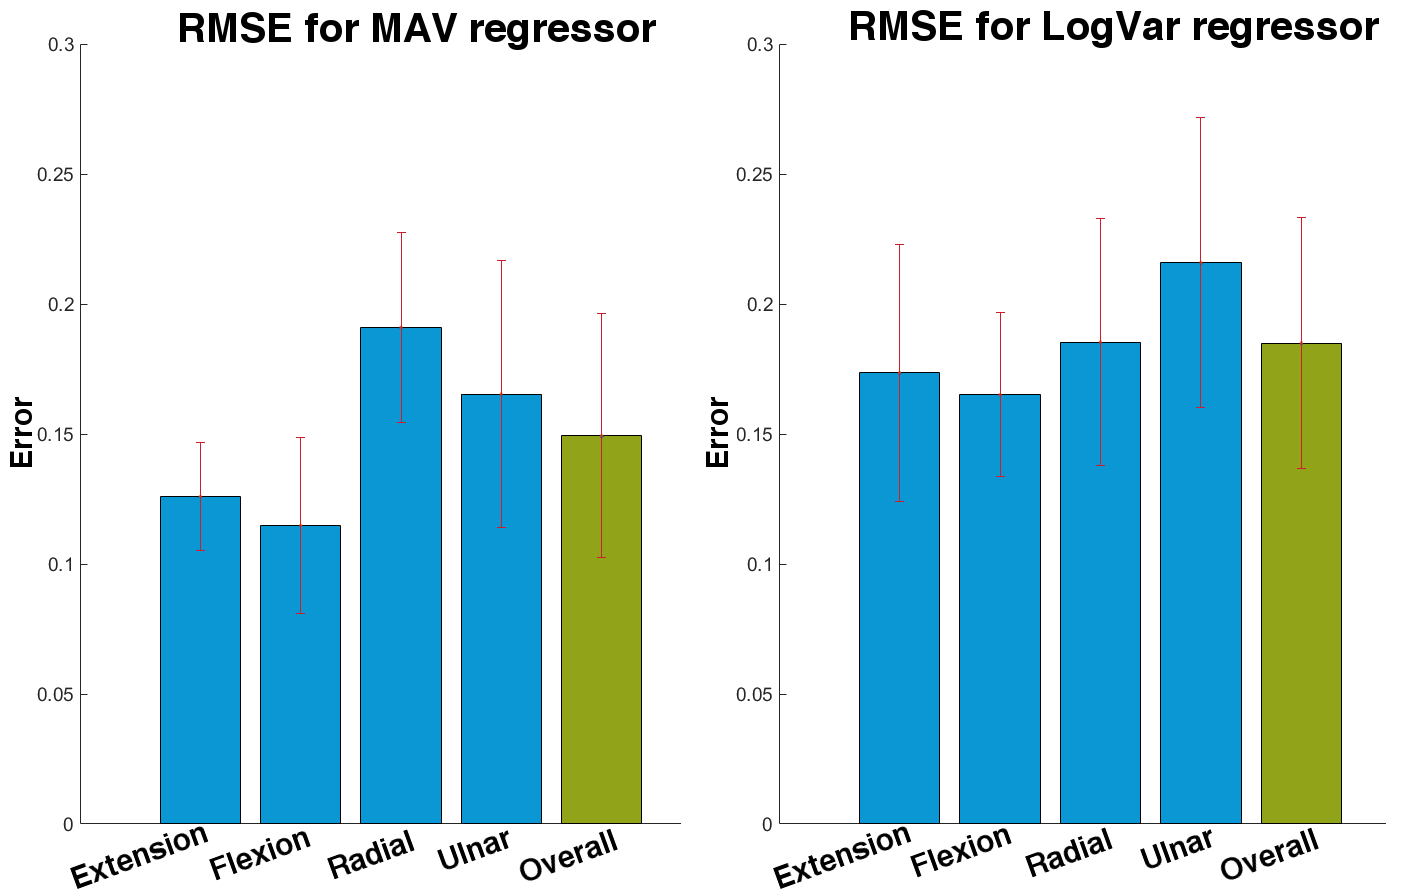 RMSE for MAV regressor
0.3
0.25
0.2
0.15
0.1
0.05
0
Error
Extension
Flexion
Radial
Ulnar
Overall
RMSE for LogVar regressor
0.3
0.25
0.2
0.15
0.1
0.05
0
Error
Extension
Flexion
Radial
Ulnar
Overall